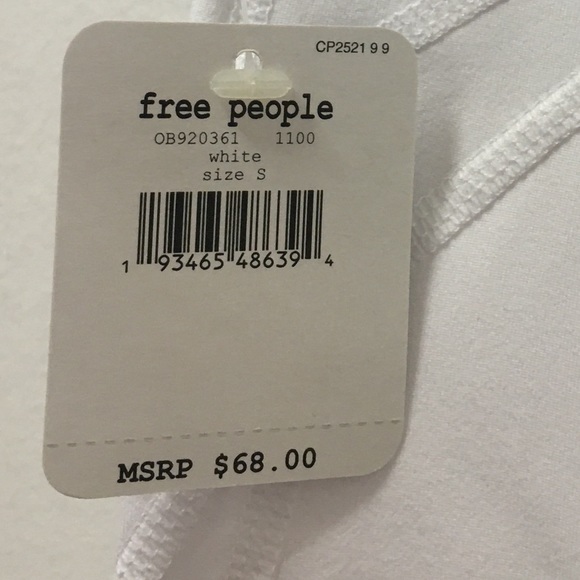 CP2521 9 9
free people
OB920361 1100
white
size S
1 93465 48639 4
MSRP $68.00